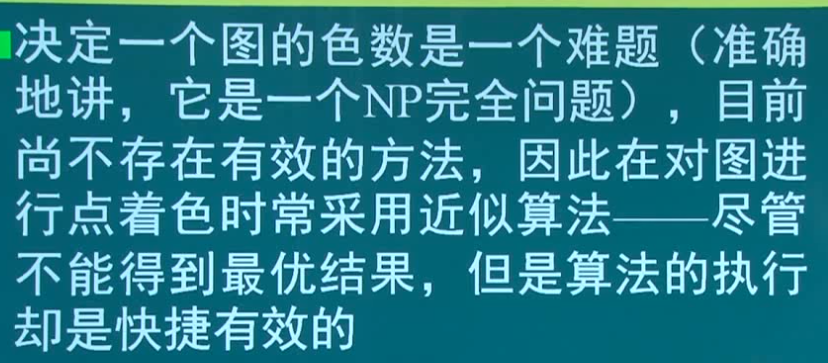 决定一个图的色数是一个难题（准确
地讲，它是一个NP完全问题），目前
尚不存在有效的方法，因此在对图进
行点着色时常采用近似算法——尽管
不能得到最优结果，但是算法的执行
却是快捷有效的